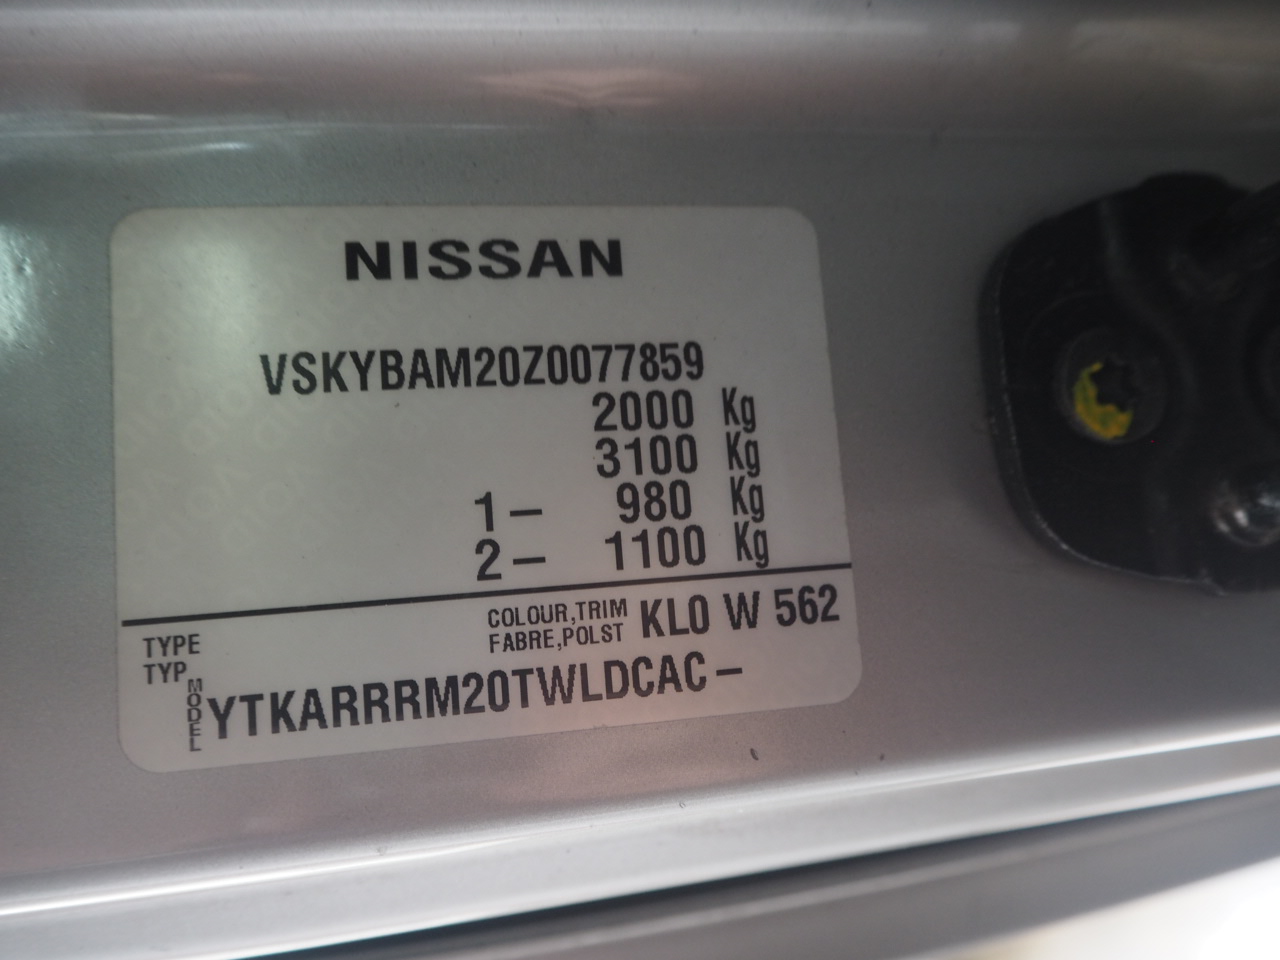 NISSAN
VSKYBAM20Z0077859
2000 Kg
3100 Kg
1- 980 Kg
2- 1100 Kg
TYPE
TYP
COLOUR,TRIM
FABRE,POLST
KL0 W 562
MODEL
YTKARRRM20TWLDCAC-